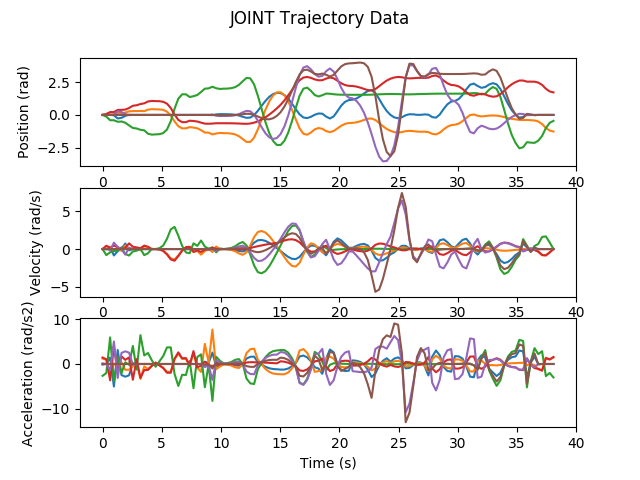 JOINT Trajectory Data
Position (rad)
2.5
0.0
−2.5
0 5 10 15 20 25 30 35 40
Velocity (rad/s)
5
0
−5
0 5 10 15 20 25 30 35 40
Acceleration (rad/s2)
10
0
−10
0 5 10 15 20 25 30 35 40
Time (s)